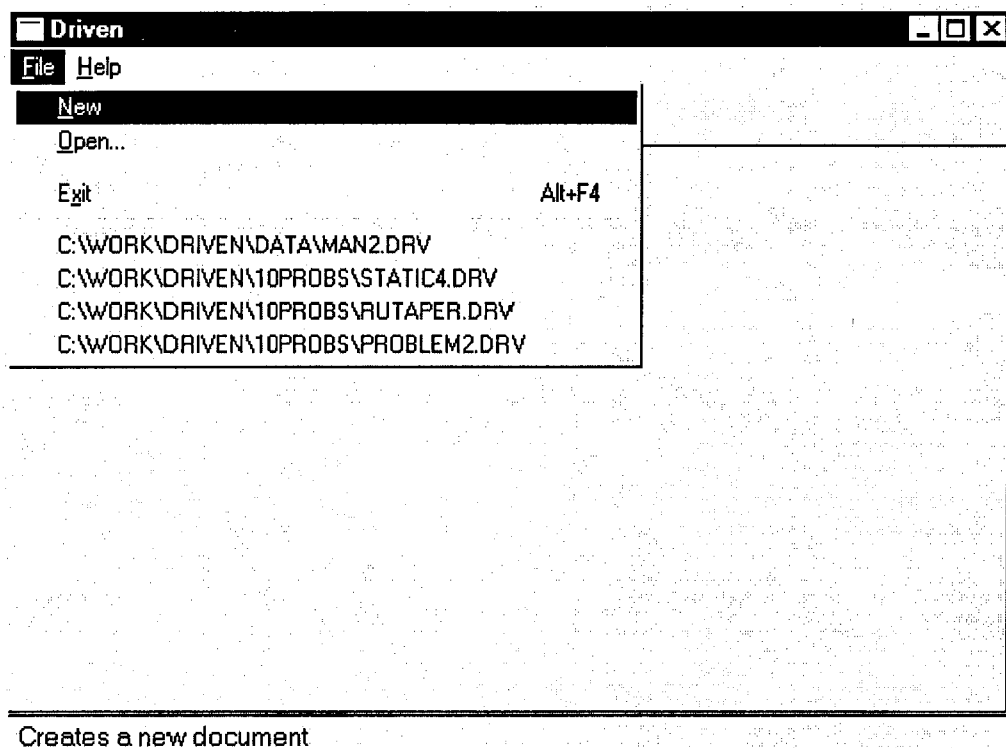 Driven
File Help
New
Open...
Exit Alt+F4
C:\WORK\DRIVEN\DATA\MAN2.DRV
C:\WORK\DRIVEN\10PROBS\STATIC4.DRV
C:\WORK\DRIVEN\10PROBS\RUTAPER.DRV
C:\WORK\DRIVEN\10PROBS\PROBLEM2.DRV
Creates a new document